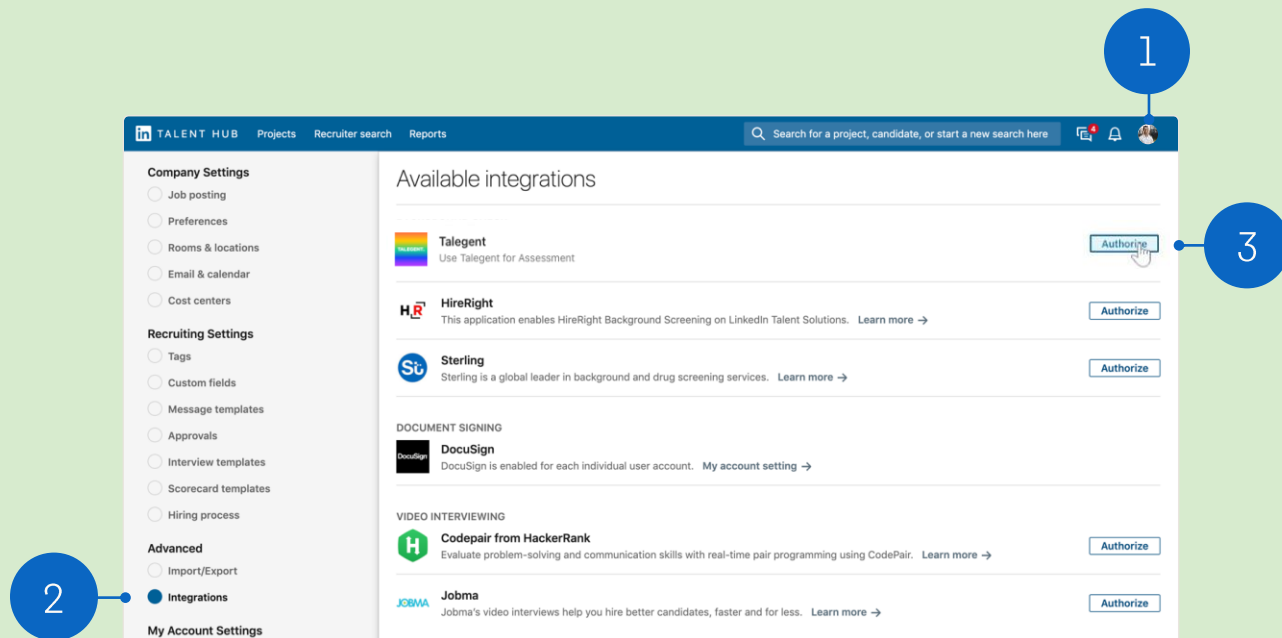 1
in TALENT HUB Projects Recruiter search Reports Search for a project, candidate, or start a new search here 4
Company Settings
Job posting
Preferences
Rooms & locations
Email & calendar
Cost centers
Recruiting Settings
Tags
Custom fields
Message templates
Approvals
Interview templates
Scorecard templates
Hiring process
Advanced
Import/Export
2
Integrations
My Account Settings
Available integrations
TALEGENT
Talegent
Use Talegent for Assessment
Authorize
3
HR
HireRight
This application enables HireRight Background Screening on LinkedIn Talent Solutions. Learn more →
Authorize
St
Sterling
Sterling is a global leader in background and drug screening services. Learn more →
Authorize
DOCUMENT SIGNING
DocuSign
DocuSign
DocuSign is enabled for each individual user account. My account setting →
VIDEO INTERVIEWING
H
Codepair from HackerRank
Evaluate problem-solving and communication skills with real-time pair programming using CodePair. Learn more →
Authorize
JOBMA
Jobma
Jobma's video interviews help you hire better candidates, faster and for less. Learn more →
Authorize